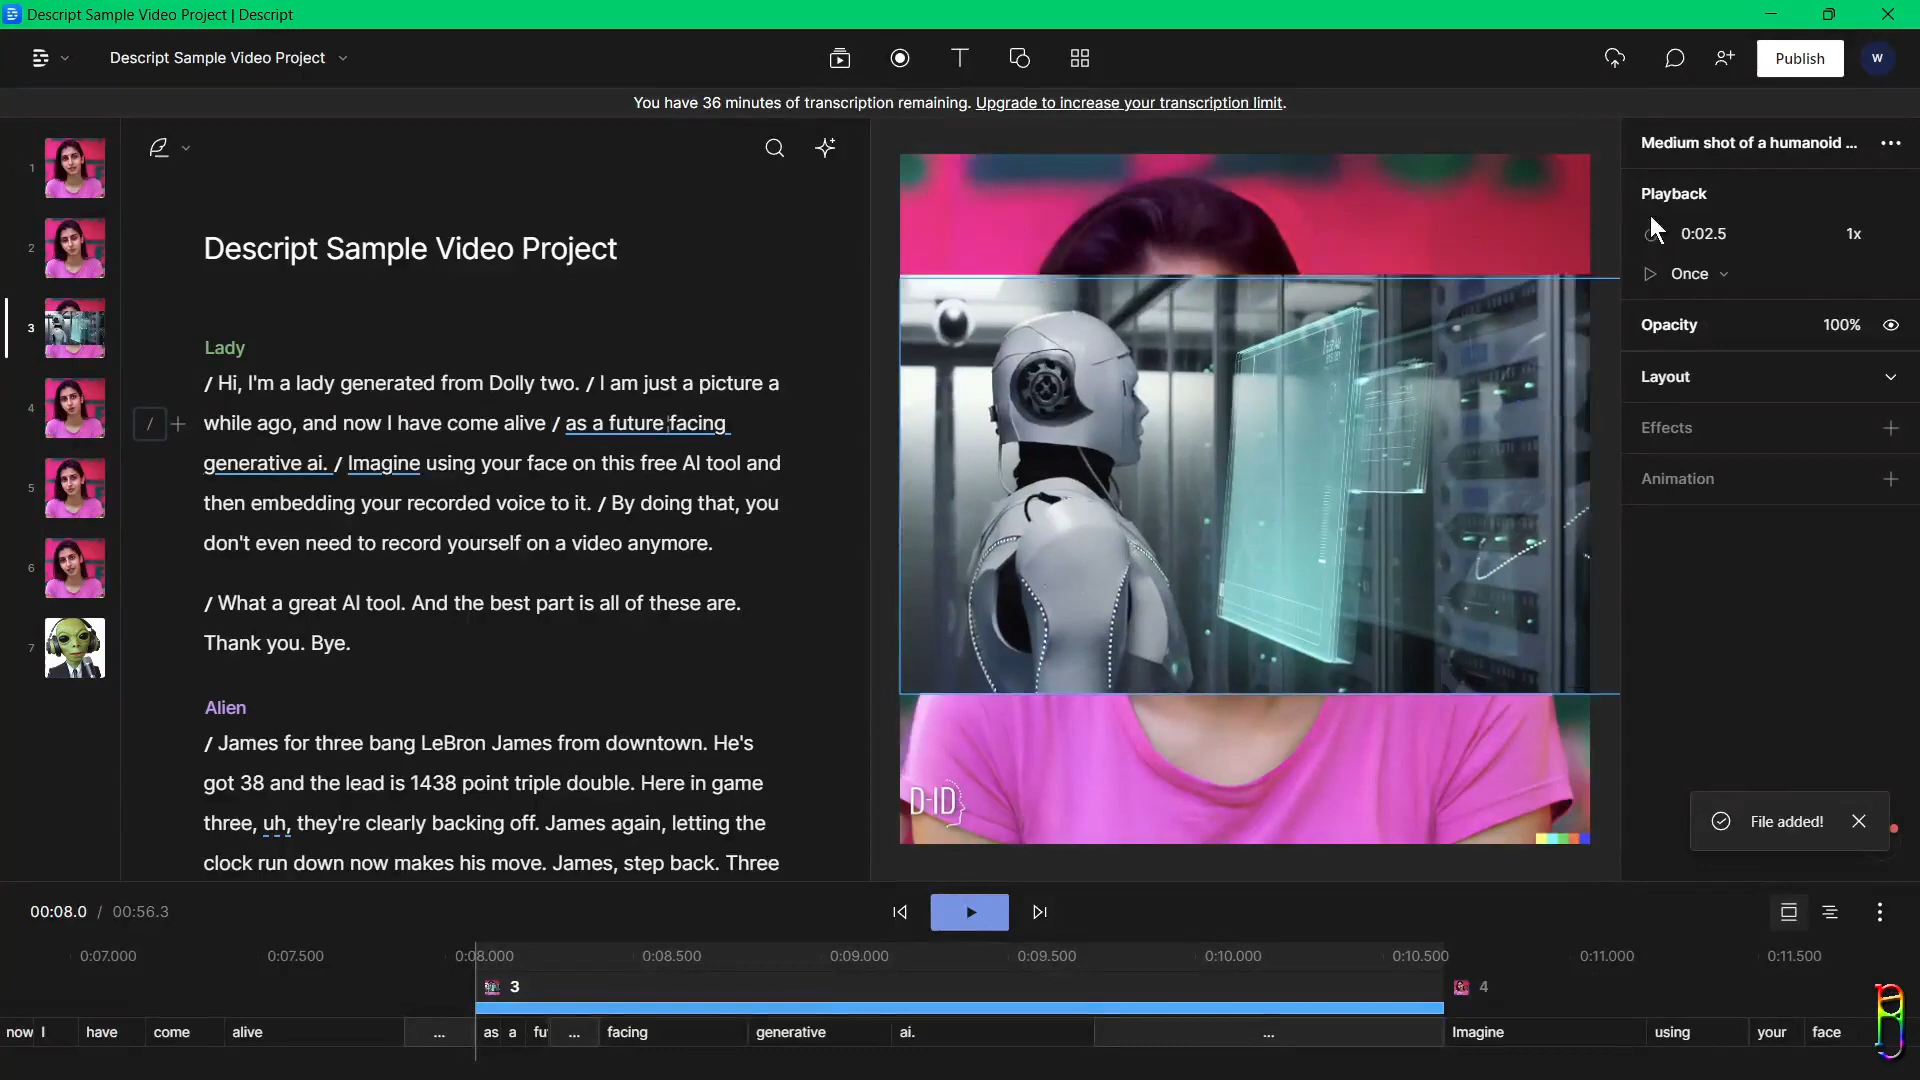 Descript Sample Video Project | Descript
Descript Sample Video Project
Publish
W
You have 36 minutes of transcription remaining. Upgrade to increase your transcription limit.
1
2
3
4
5
6
7
Descript Sample Video Project
Lady
/ Hi, I'm a lady generated from Dolly two. / I am just a picture a
while ago, and now I have come alive / as a future facing
generative ai. / Imagine using your face on this free AI tool and
then embedding your recorded voice to it. / By doing that, you
don't even need to record yourself on a video anymore.
/ What a great AI tool. And the best part is all of these are.
Thank you. Bye.
Alien
/ James for three bang LeBron James from downtown. He's
got 38 and the lead is 1438 point triple double. Here in game
three, uh, they're clearly backing off. James again, letting the
clock run down now makes his move. James, step back. Three
/
D-ID
Medium shot of a humanoid ...
Playback
0:02.5 1x
Once
Opacity 100%
Layout
Effects
Animation
File added!
00:08.0 / 00:56.3
0:07.000 0:07.500 0:08.000 0:08.500 0:09.000 0:09.500 0:10.000 0:10.500 0:11.000 0:11.500
3 4
now I have come alive ... as a fu ... facing generative ai. ... Imagine using your face